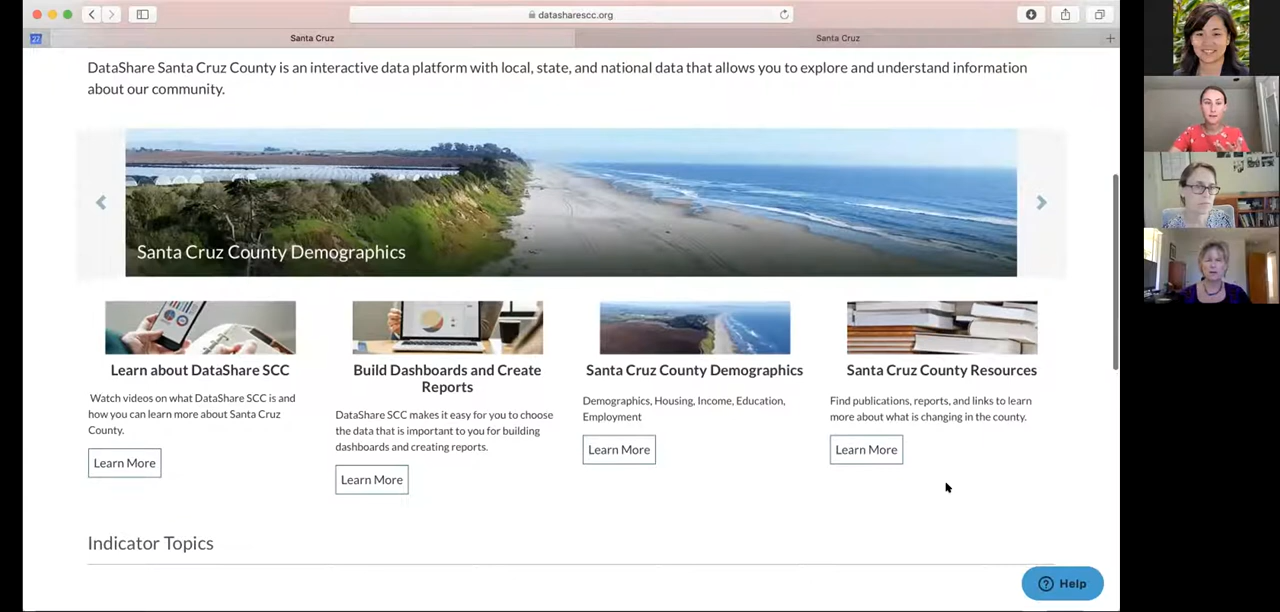 datasharescc.org
Santa Cruz
Santa Cruz
DataShare Santa Cruz County is an interactive data platform with local, state, and national data that allows you to explore and understand information
about our community.
Santa Cruz County Demographics
Learn about DataShare SCC
Watch videos on what DataShare SCC is and
how you can learn more about Santa Cruz
County.
Learn More
Build Dashboards and Create
Reports
DataShare SCC makes it easy for you to choose
the data that is important to you for building
dashboards and creating reports.
Learn More
Santa Cruz County Demographics
Demographics, Housing, Income, Education,
Employment
Learn More
Santa Cruz County Resources
Find publications, reports, and links to learn
more about what is changing in the county.
Learn More
Indicator Topics
Help